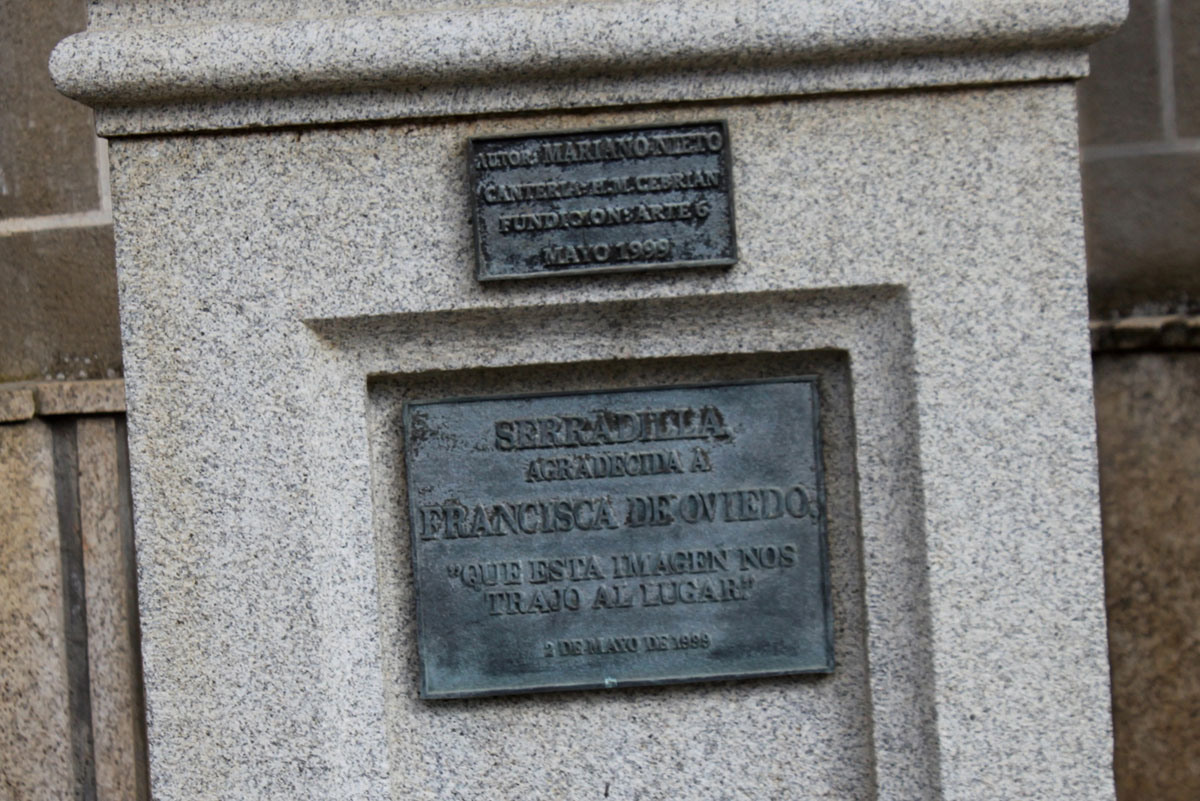 AUTOR: MARIANO NIETO
CANTERIA: H.M. CEBRIAN
FUNDICION: ARTE 6
MAYO 1999
SERRADILLA
AGRADECIDA A
FRANCISCA DE OVIEDO,
"QUE ESTA IMAGEN NOS
TRAJO AL LUGAR"
2 DE MAYO DE 1999